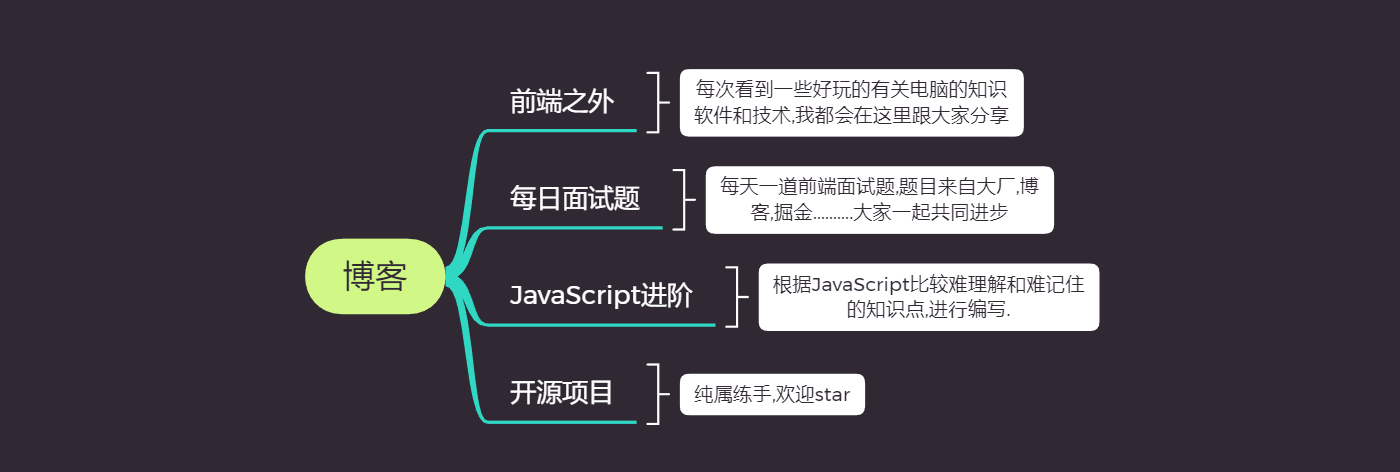 前端之外
每次看到一些好玩的有关电脑的知识
软件和技术,我都会在这里跟大家分享
每日面试题
每天一道前端面试题,题目来自大厂,博
客,掘金..........大家一起共同进步
博客
JavaScript进阶
根据JavaScript比较难理解和难记住
的知识点,进行编写.
开源项目
纯属练手,欢迎star